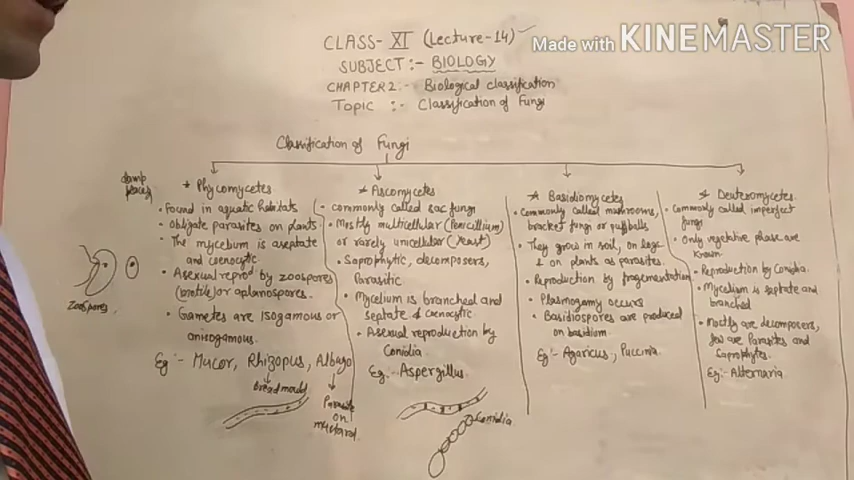 CLASS- XI (Lecture-14)
Made with KINEMASTER
SUBJECT :- BIOLOGY
CHAPTER 2:- Biological classification
TOPIC :- Classification of Fungi
Classification of Fungi
damp
places
* Phycomycetes
• Found in aquatic habitats
• Obligate parasites on plants
• The mycelium is aseptate
and coenocytic
• Asexual reprod by zoospores
(motile) or aplanospores.
• Gametes are isogamous or
anisogamous.
Eg:- Mucor, Rhizopus, Albugo
Bread mould
Parasite
on
mustard.
Zoospores
* Ascomycetes
• commonly called sac fungi
• Mostly multicellular (Penicillium)
or rarely unicellular (Yeast)
• Saprophytic, decomposers,
Parasitic
• Mycelium is branched and
septate & coenocytic
• Asexual reproduction by
Conidia
Eg:- Aspergillus.
Conidia
* Basidiomycetes
• Commonly called mushrooms,
bracket fungi or puffballs
• They grow in soil, on logs
& on plants as parasites.
• Reproduction by fragmentation
• Plasmogamy occurs
• Basidiospores are produced
on basidium
Eg:- Agaricus, Puccinia
* Deuteromycetes.
• Commonly called imperfect
fungi
• Only vegetative phase are
known
• Reproduction by Conidia.
• Mycelium is septate and
branched
• Mostly are decomposers,
few are Parasites and
Saprophytes.
Eg:- Alternaria